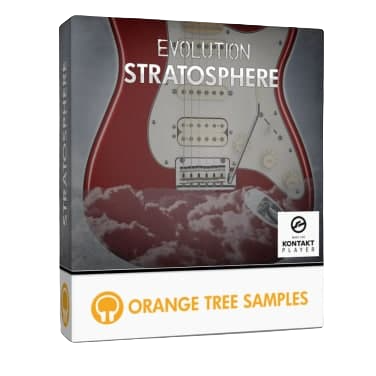 EVOLUTION
STRATOSPHERE
STRATOSPHERE
KONTAKT
PLAYER
ORANGE TREE SAMPLES